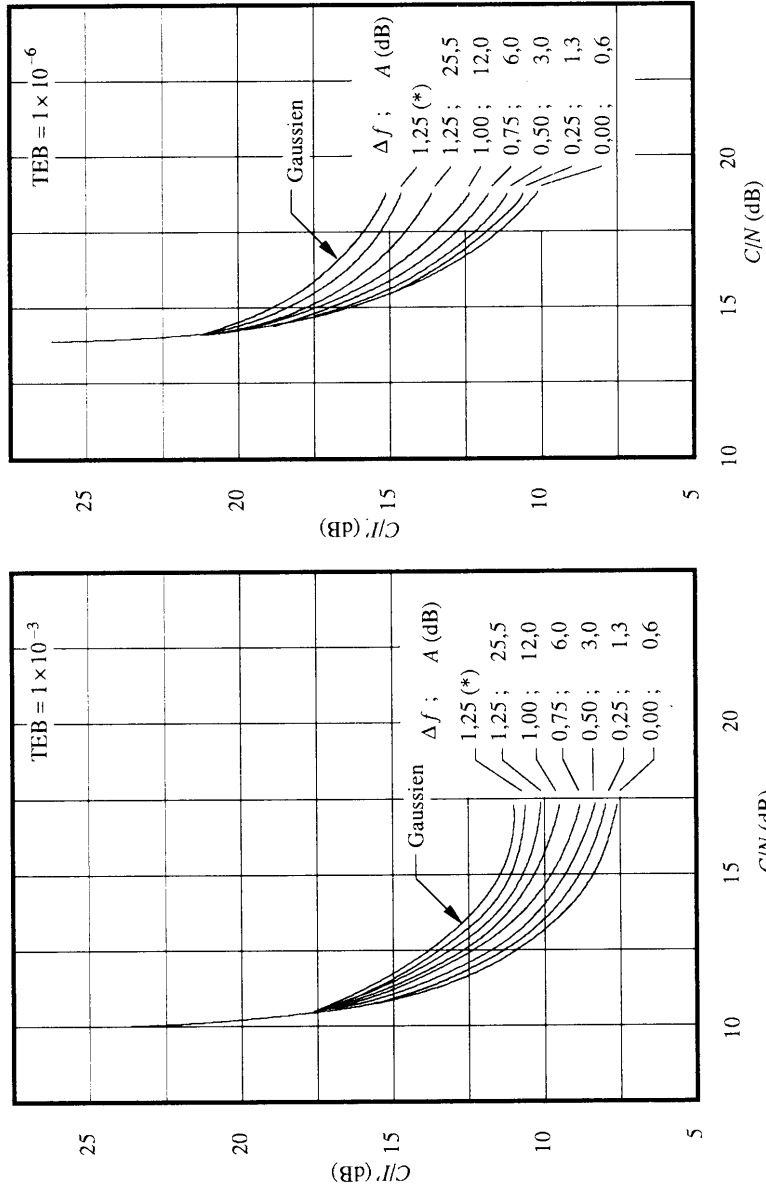 TEB = 1 × 10⁻⁶
Gaussien
Δf ; A (dB)
1,25 (*)
1,25 ; 25,5
1,00 ; 12,0
0,75 ; 6,0
0,50 ; 3,0
0,25 ; 1,3
0,00 ; 0,6
25
20
15
10
5
C/I' (dB)
10
15
20
C/N (dB)
TEB = 1 × 10⁻³
Gaussien
Δf ; A (dB)
1,25 (*)
1,25 ; 25,5
1,00 ; 12,0
0,75 ; 6,0
0,50 ; 3,0
0,25 ; 1,3
0,00 ; 0,6
25
20
15
10
5
C/I' (dB)
10
15
20
C/N (dB)